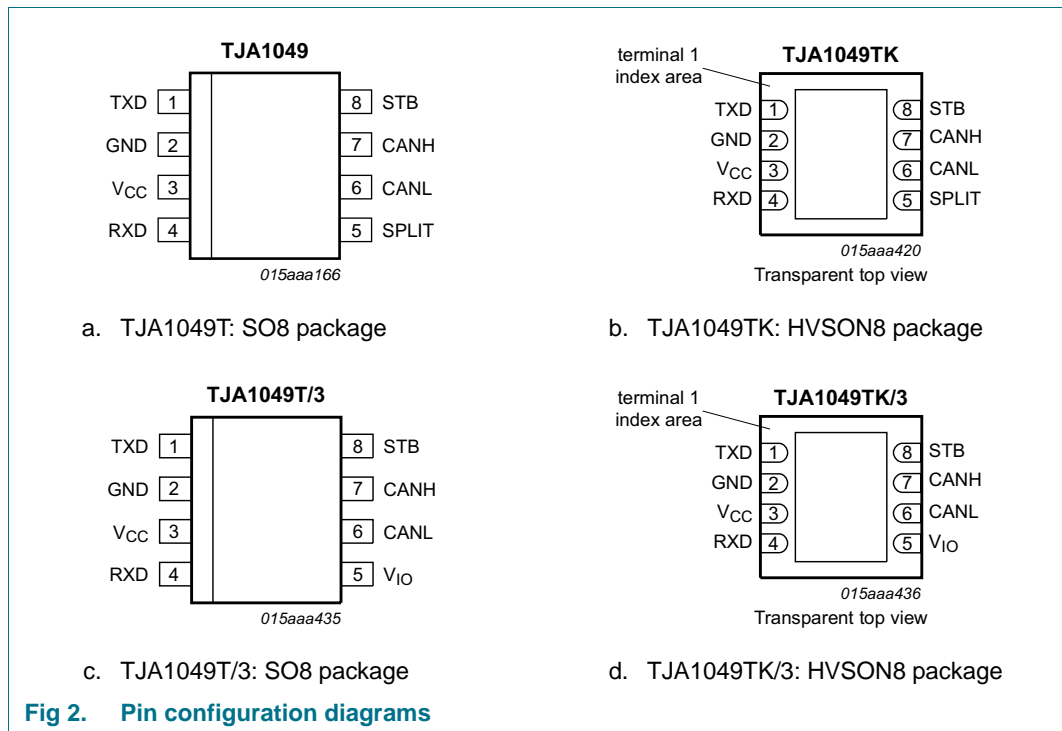 TJA1049
TXD 1
GND 2
VCC 3
RXD 4
8 STB
7 CANH
6 CANL
5 SPLIT
015aaa166
a. TJA1049T: SO8 package
terminal 1
index area
TJA1049TK
TXD 1
GND 2
VCC 3
RXD 4
8 STB
7 CANH
6 CANL
5 SPLIT
015aaa420
Transparent top view
b. TJA1049TK: HVSON8 package
TJA1049T/3
TXD 1
GND 2
VCC 3
RXD 4
8 STB
7 CANH
6 CANL
5 VIO
015aaa435
c. TJA1049T/3: SO8 package
terminal 1
index area
TJA1049TK/3
TXD 1
GND 2
VCC 3
RXD 4
8 STB
7 CANH
6 CANL
5 VIO
015aaa436
Transparent top view
d. TJA1049TK/3: HVSON8 package
Fig 2. Pin configuration diagrams